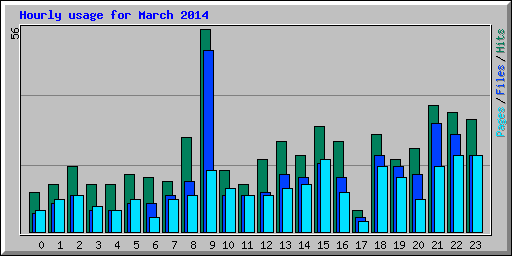 Hourly usage for March 2014
56
Pages/Files/Hits
0 1 2 3 4 5 6 7 8 9 10 11 12 13 14 15 16 17 18 19 20 21 22 23